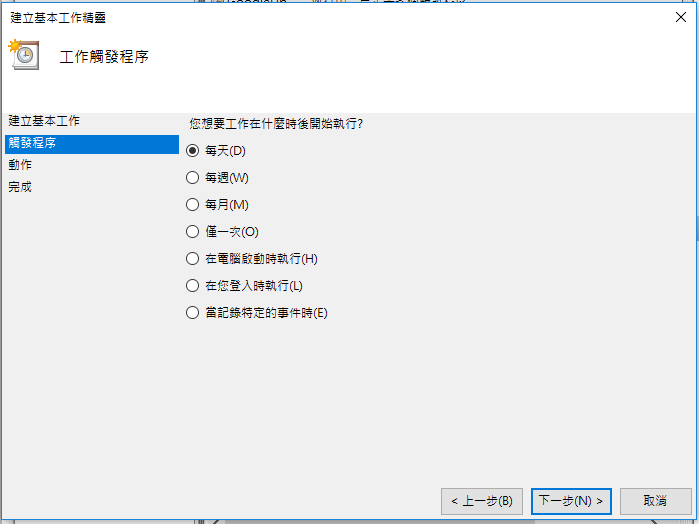 建立基本工作精靈
工作觸發程序
建立基本工作
觸發程序
動作
完成
您想要工作在什麼時後開始執行?
每天(D)
每週(W)
每月(M)
僅一次(O)
在電腦啟動時執行(H)
在您登入時執行(L)
當記錄特定的事件時(E)
< 上一步(B)
下一步(N) >
取消